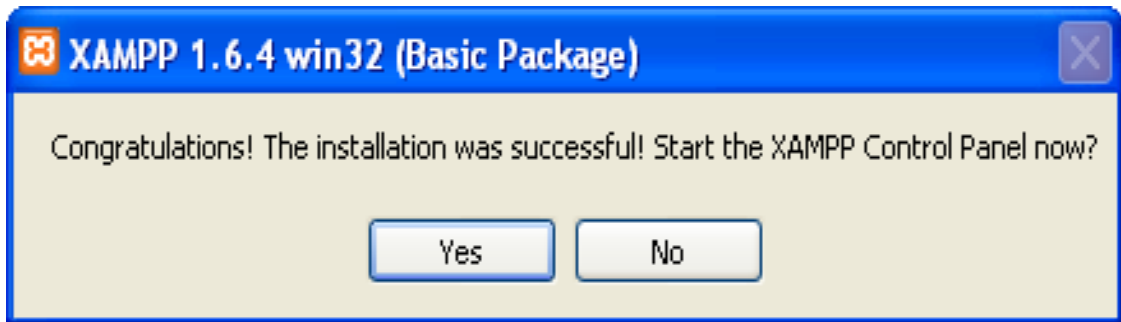 XAMPP 1.6.4 win32 (Basic Package)
Congratulations! The installation was successful! Start the XAMPP Control Panel now?
Yes
No